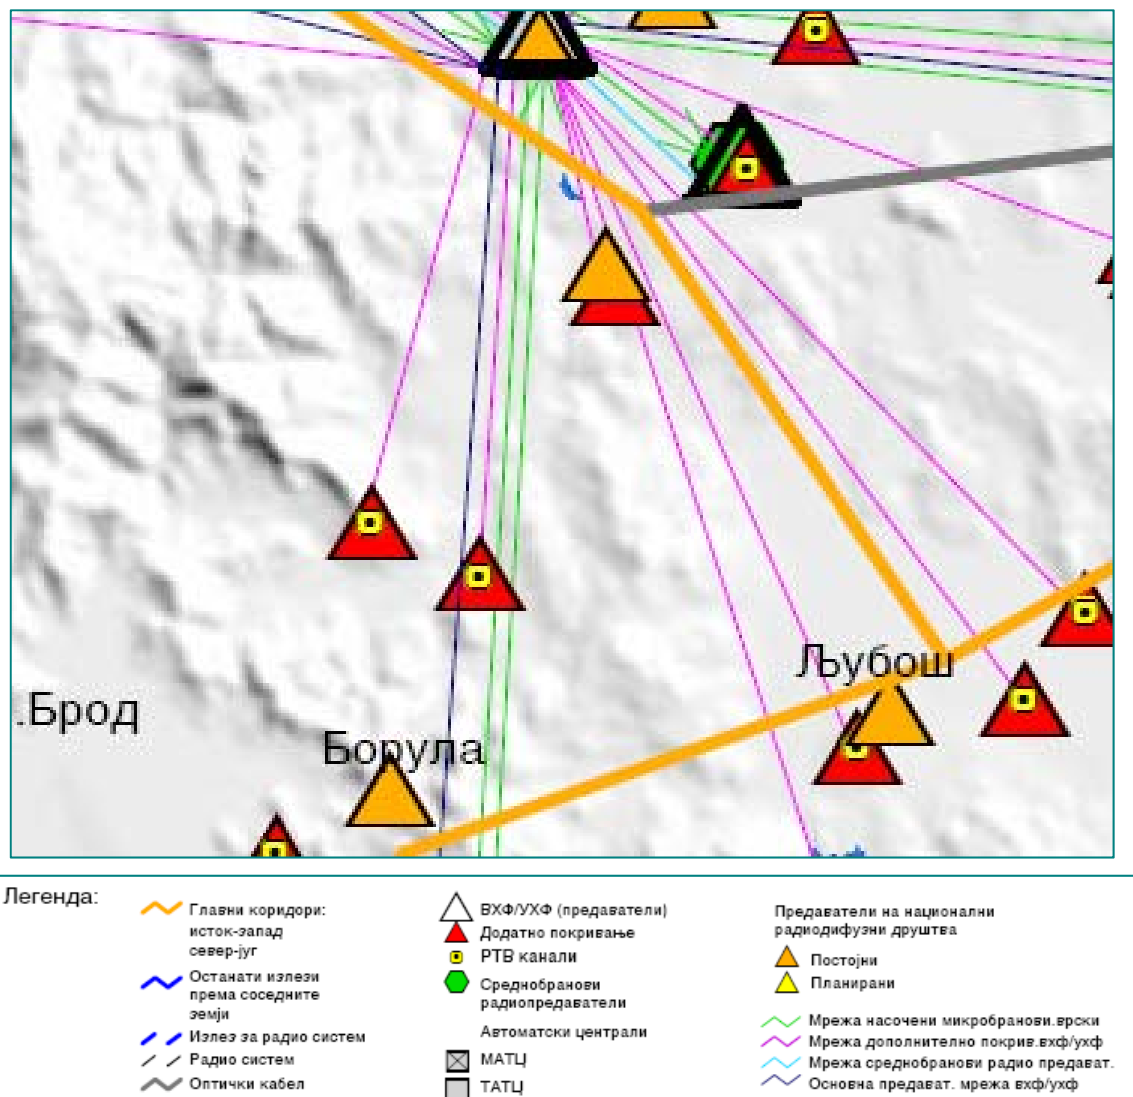 Љубош
.Брод
Борула
Легенда:
Главни коридори:
исток-запад
север-југ
Останати излези
према соседните
земји
Излез за радио систем
Радио систем
Оптички кабел
ВХФ/УХФ (предаватели)
Додатно покривање
РТВ канали
Среднобранови
радиопредаватели
Автоматски централи
МАТЦ
ТАТЦ
Предаватели на национални
радиодифузни друштва
Постојни
Планирани
Мрежа насочени микробранови.врски
Мрежа дополнително покрив.вхф/ухф
Мрежа среднобранови радио предават.
Основна предават. мрежа вхф/ухф